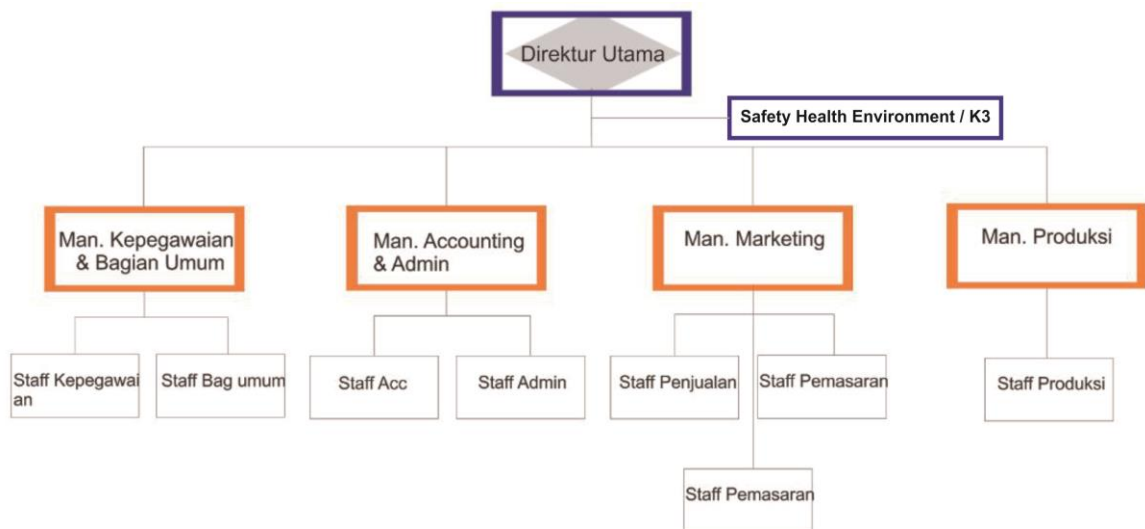 Direktur Utama
Safety Health Environment / K3
Man. Kepegawaian
& Bagian Umum
Man. Accounting
& Admin
Man. Marketing
Man. Produksi
Staff Kepegawai
an
Staff Bag umum
Staff Acc
Staff Admin
Staff Penjualan
Staff Pemasaran
Staff Produksi
Staff Pemasaran